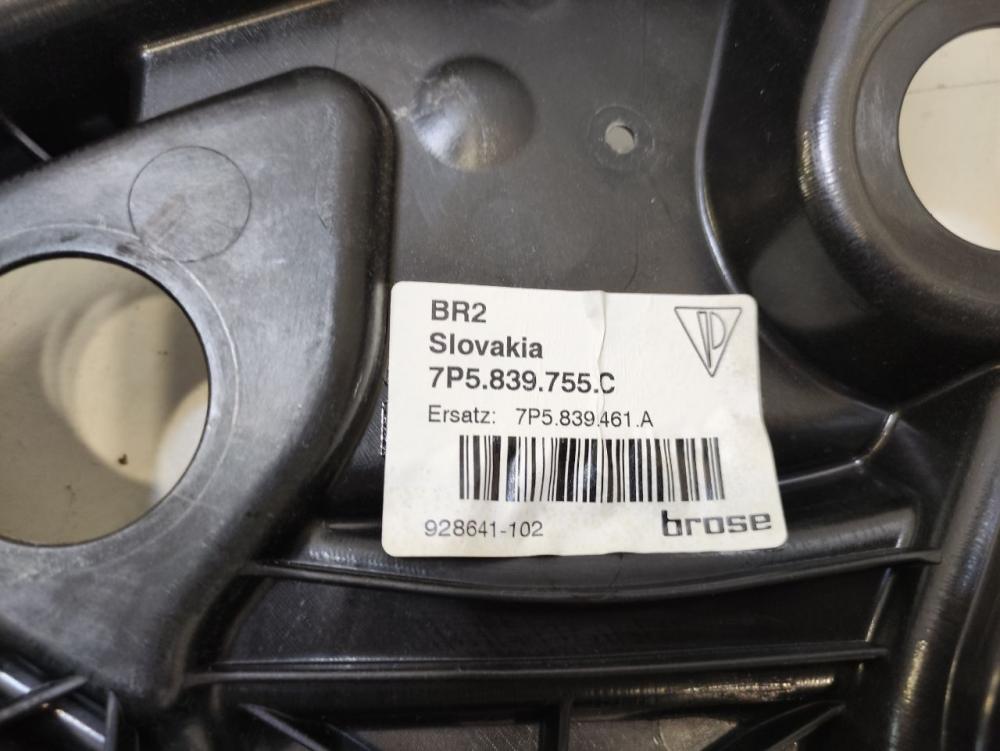 BR2
Slovakia
7P5.839.755.C
Ersatz: 7P5.839.461.A
928641-102
brose